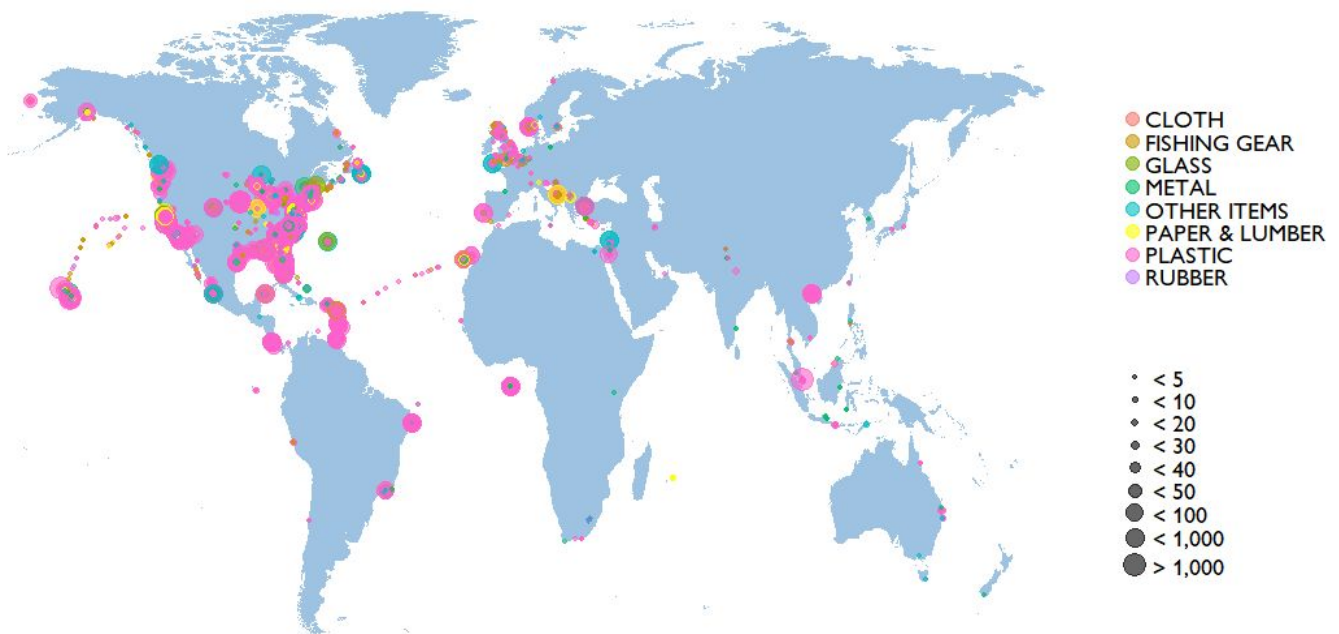 CLOTH
FISHING GEAR
GLASS
METAL
OTHER ITEMS
PAPER & LUMBER
PLASTIC
RUBBER
< 5
< 10
< 20
< 30
< 40
< 50
< 100
< 1,000
> 1,000